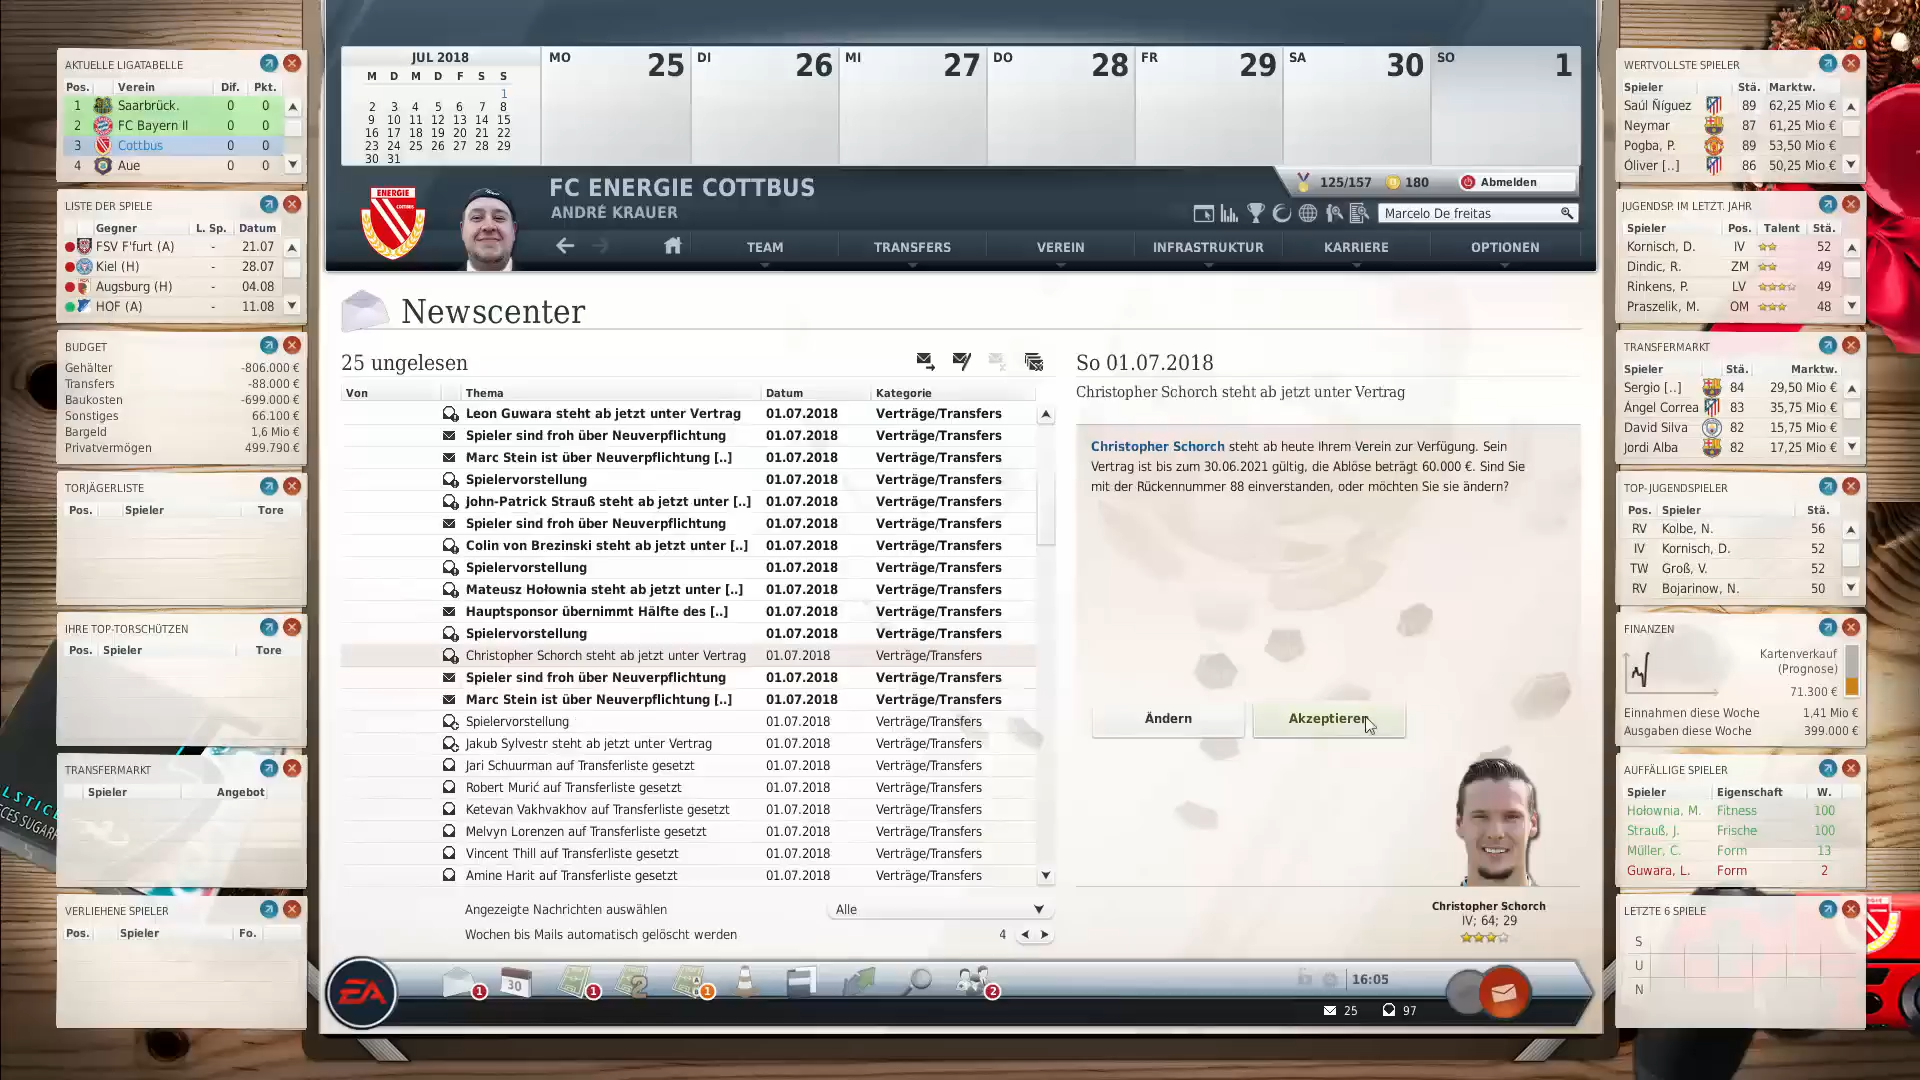 AKTUELLE LIGATABELLE
Pos. Verein Dif. Pkt.
1 Saarbrück. 0 0
2 FC Bayern II 0 0
3 Cottbus 0 0
4 Aue 0 0
LISTE DER SPIELE
Gegner L. Sp. Datum
FSV F'furt (A) - 21.07
Kiel (H) - 28.07
Augsburg (H) - 04.08
HOF (A) - 11.08
BUDGET
Gehälter -806.000 €
Transfers -88.000 €
Baukosten -699.000 €
Sonstiges 66.100 €
Bargeld 1,6 Mio €
Privatvermögen 499.790 €
TORJÄGERLISTE
Pos. Spieler Tore
IHRE TOP-TORSCHÜTZEN
Pos. Spieler Tore
TRANSFERMARKT
Spieler Angebot
VERLIEHENE SPIELER
Pos. Spieler Fo.
JUL 2018
M D M D F S S
1
2 3 4 5 6 7 8
9 10 11 12 13 14 15
16 17 18 19 20 21 22
23 24 25 26 27 28 29
30 31
MO 25 DI 26 MI 27 DO 28 FR 29 SA 30 SO 1
125/157 180 Abmelden
ENERGIE
COTTBUS
FC ENERGIE COTTBUS
ANDRÉ KRAUER
Marcelo De freitas
TEAM TRANSFERS VEREIN INFRASTRUKTUR KARRIERE OPTIONEN
Newscenter
25 ungelesen
Von Thema Datum Kategorie
Leon Guwara steht ab jetzt unter Vertrag 01.07.2018 Verträge/Transfers
Spieler sind froh über Neuverpflichtung 01.07.2018 Verträge/Transfers
Marc Stein ist über Neuverpflichtung [..] 01.07.2018 Verträge/Transfers
Spielervorstellung 01.07.2018 Verträge/Transfers
John-Patrick Strauß steht ab jetzt unter [..] 01.07.2018 Verträge/Transfers
Spieler sind froh über Neuverpflichtung 01.07.2018 Verträge/Transfers
Colin von Brezinski steht ab jetzt unter [..] 01.07.2018 Verträge/Transfers
Spielervorstellung 01.07.2018 Verträge/Transfers
Mateusz Hołownia steht ab jetzt unter [..] 01.07.2018 Verträge/Transfers
Hauptsponsor übernimmt Hälfte des [..] 01.07.2018 Verträge/Transfers
Spielervorstellung 01.07.2018 Verträge/Transfers
Christopher Schorch steht ab jetzt unter Vertrag 01.07.2018 Verträge/Transfers
Spieler sind froh über Neuverpflichtung 01.07.2018 Verträge/Transfers
Marc Stein ist über Neuverpflichtung [..] 01.07.2018 Verträge/Transfers
Spielervorstellung 01.07.2018 Verträge/Transfers
Jakub Sylvestr steht ab jetzt unter Vertrag 01.07.2018 Verträge/Transfers
Jari Schuurman auf Transferliste gesetzt 01.07.2018 Verträge/Transfers
Robert Murić auf Transferliste gesetzt 01.07.2018 Verträge/Transfers
Ketevan Vakhvakhov auf Transferliste gesetzt 01.07.2018 Verträge/Transfers
Melvyn Lorenzen auf Transferliste gesetzt 01.07.2018 Verträge/Transfers
Vincent Thill auf Transferliste gesetzt 01.07.2018 Verträge/Transfers
Amine Harit auf Transferliste gesetzt 01.07.2018 Verträge/Transfers
Angezeigte Nachrichten auswählen Alle
Wochen bis Mails automatisch gelöscht werden 4
So 01.07.2018
Christopher Schorch steht ab jetzt unter Vertrag
Christopher Schorch steht ab heute Ihrem Verein zur Verfügung. Sein
Vertrag ist bis zum 30.06.2021 gültig, die Ablöse beträgt 60.000 €. Sind Sie
mit der Rückennummer 88 einverstanden, oder möchten Sie sie ändern?
Ändern Akzeptieren
Christopher Schorch
IV; 64; 29
EA 1 30 1 2 1 2
16:05
25 97
WERTVOLLSTE SPIELER
Spieler Stä. Marktw.
Saúl Ñíguez 89 62,25 Mio €
Neymar 87 61,25 Mio €
Pogba, P. 89 53,50 Mio €
Óliver [..] 86 50,25 Mio €
JUGENDSP. IM LETZT. JAHR
Spieler Pos. Talent Stä.
Kornisch, D. IV 52
Dindic, R. ZM 49
Rinkens, P. LV 49
Praszelik, M. OM 48
TRANSFERMARKT
Spieler Stä. Marktw.
Sergio [..] 84 29,50 Mio €
Ángel Correa 83 35,75 Mio €
David Silva 82 15,75 Mio €
Jordi Alba 82 17,25 Mio €
TOP-JUGENDSPIELER
Pos. Spieler Stä.
RV Kolbe, N. 56
IV Kornisch, D. 52
TW Groß, V. 52
RV Bojarinow, N. 50
FINANZEN
Kartenverkauf
(Prognose)
71.300 €
Einnahmen diese Woche 1,41 Mio €
Ausgaben diese Woche 399.000 €
AUFFÄLLIGE SPIELER
Spieler Eigenschaft W.
Hołownia, M. Fitness 100
Strauß, J. Frische 100
Müller, C. Form 13
Guwara, L. Form 2
LETZTE 6 SPIELE
S
U
N